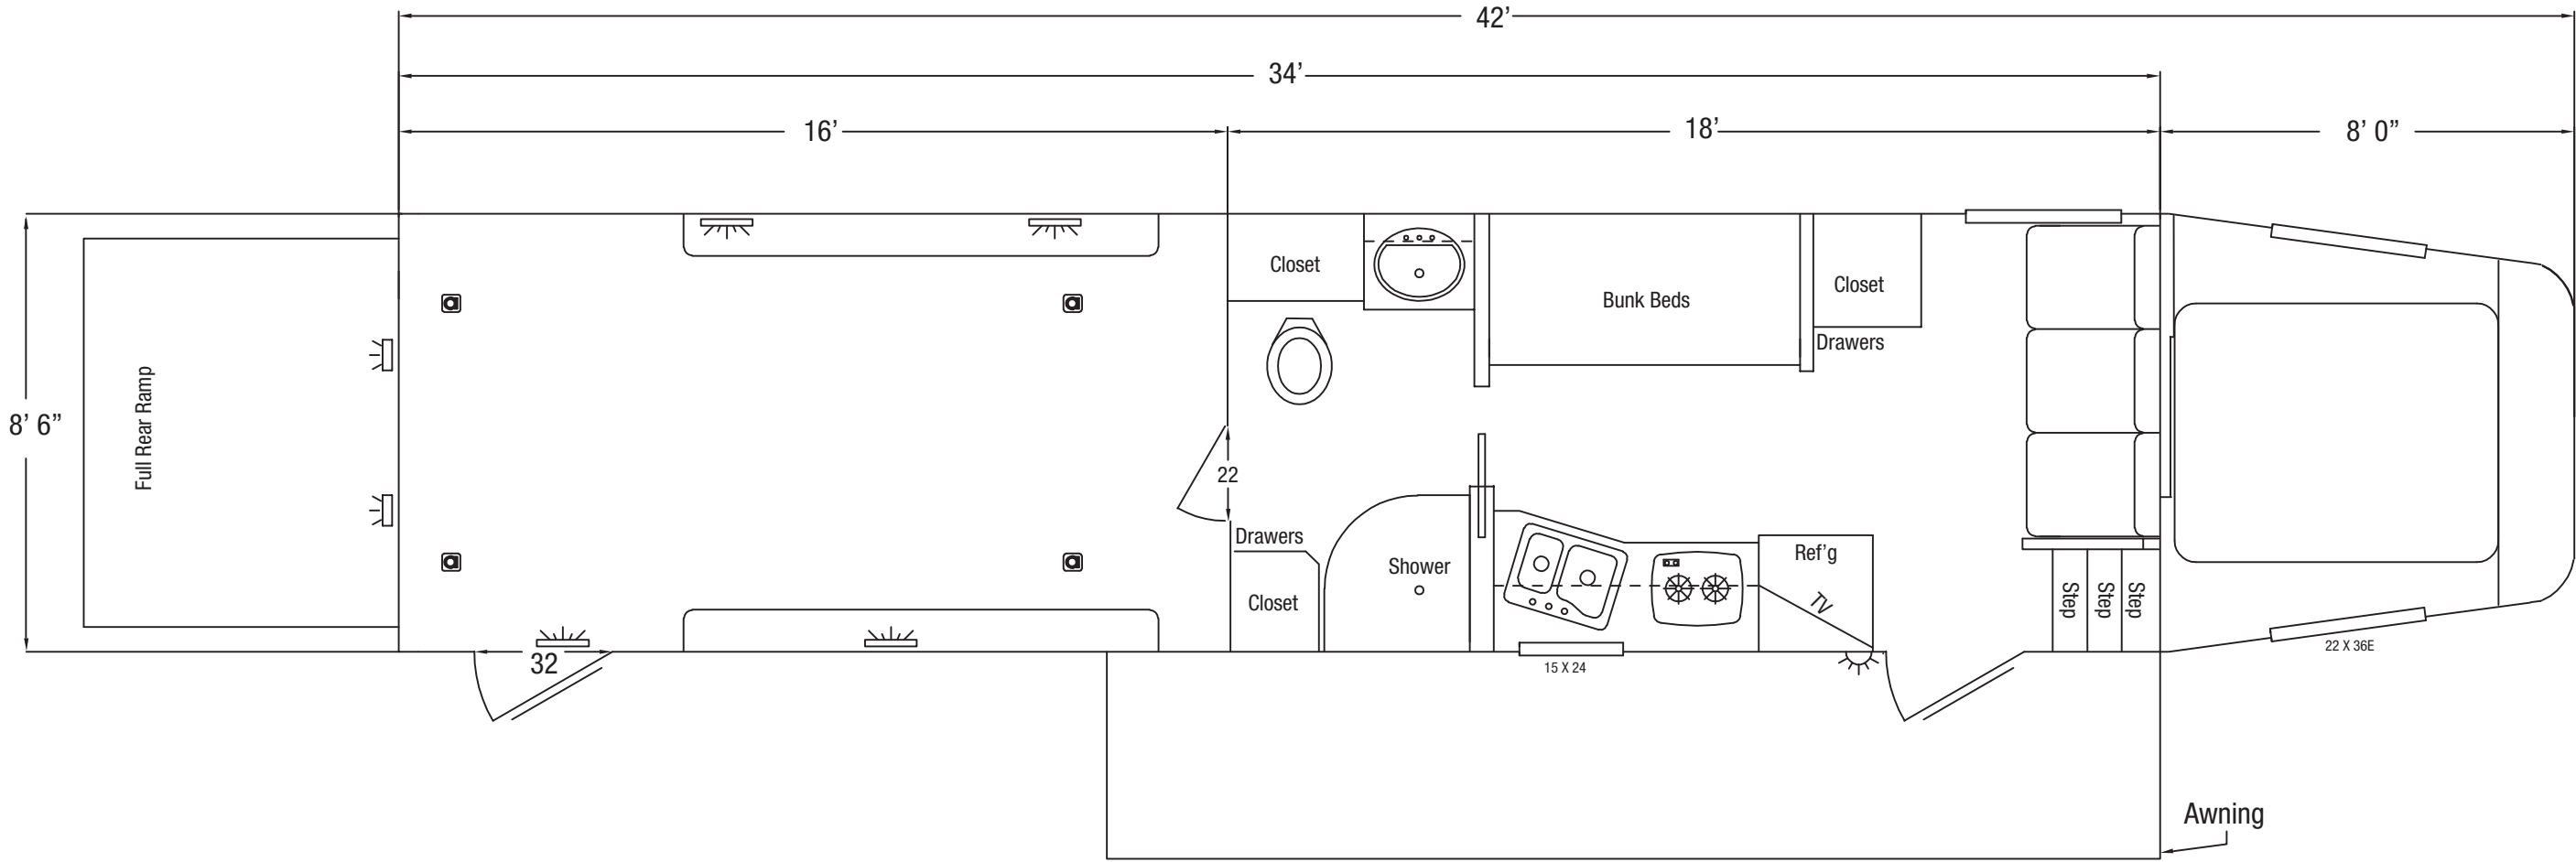 42’
34’
16’
18’
8’ 0”
Closet
Bunk Beds
Closet
Drawers
8’ 6”
Full Rear Ramp
22
Drawers
Closet
Shower
Ref’g
TV
Step
Step
Step
32
15 X 24
22 X 36E
Awning